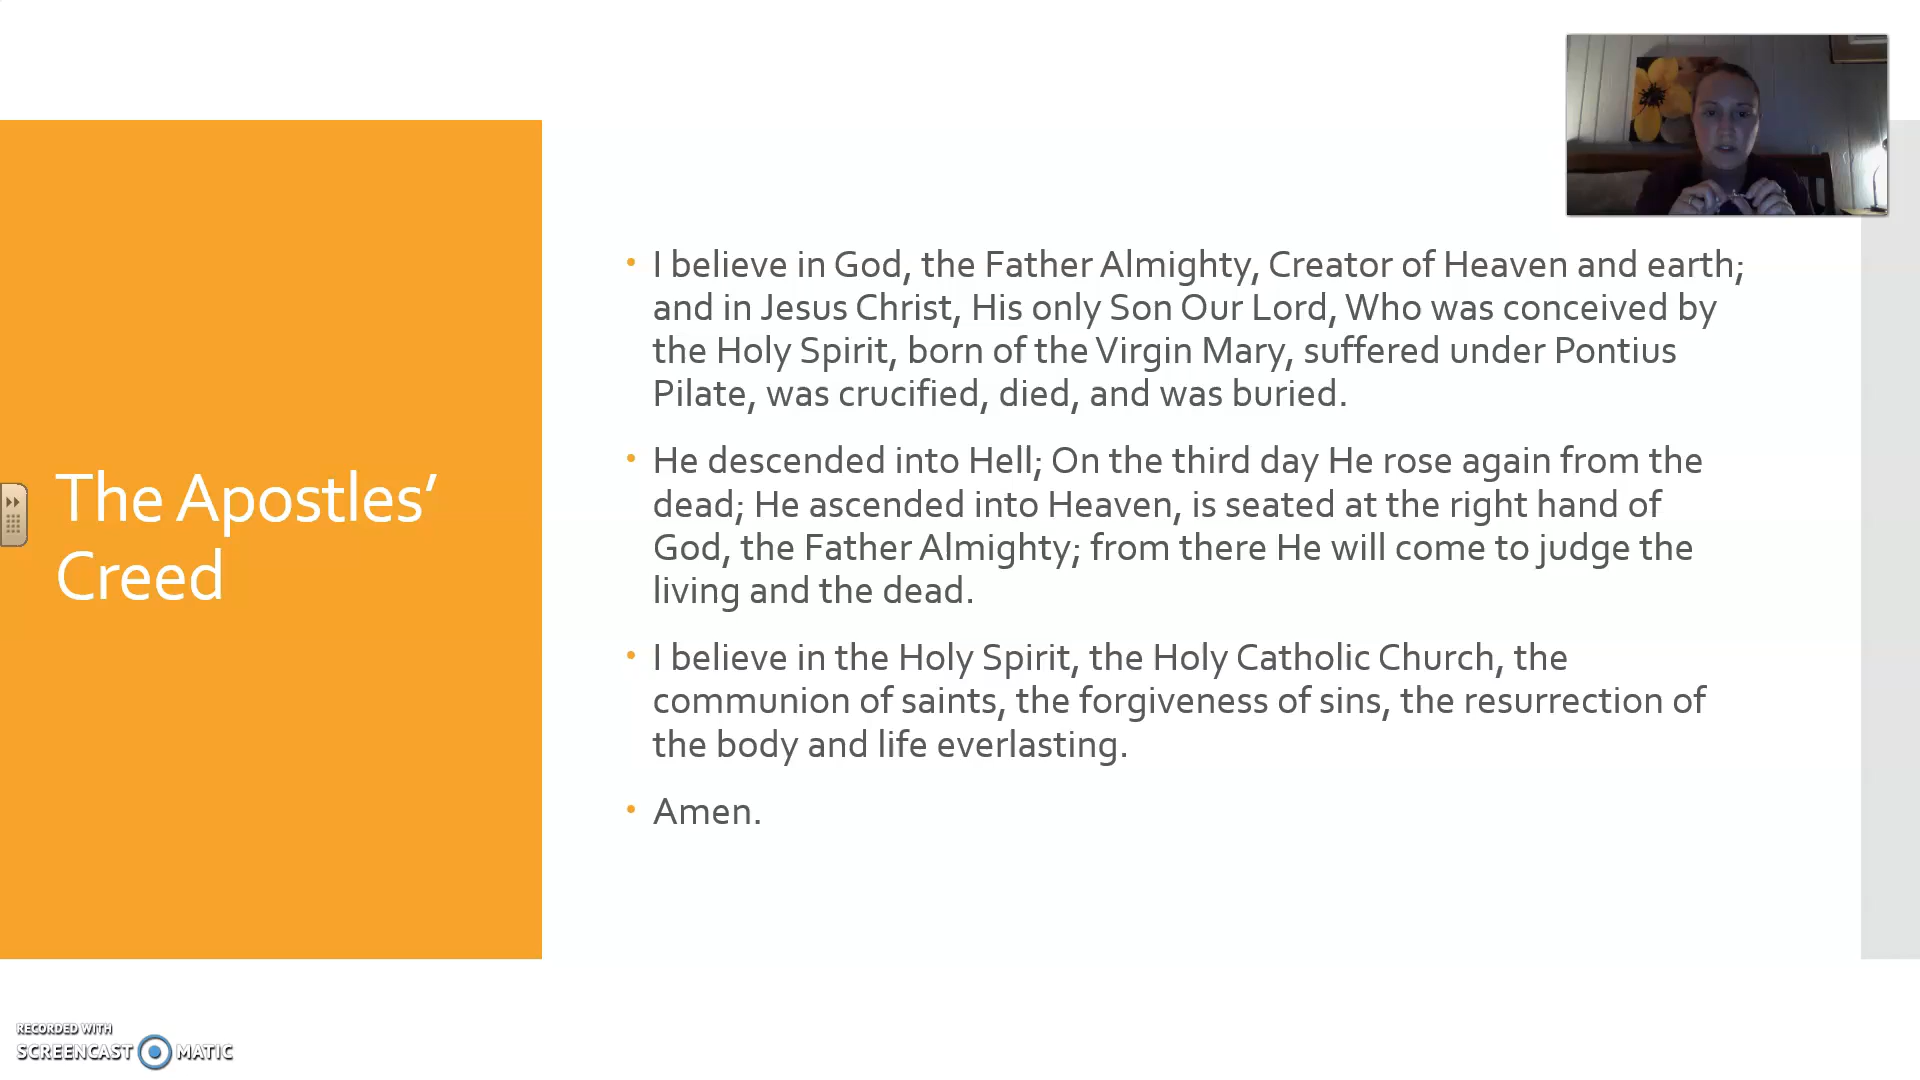 The Apostles’
Creed
• I believe in God, the Father Almighty, Creator of Heaven and earth;
and in Jesus Christ, His only Son Our Lord, Who was conceived by
the Holy Spirit, born of the Virgin Mary, suffered under Pontius
Pilate, was crucified, died, and was buried.
• He descended into Hell; On the third day He rose again from the
dead; He ascended into Heaven, is seated at the right hand of
God, the Father Almighty; from there He will come to judge the
living and the dead.
• I believe in the Holy Spirit, the Holy Catholic Church, the
communion of saints, the forgiveness of sins, the resurrection of
the body and life everlasting.
• Amen.
RECORDED WITH
SCREENCAST MATIC